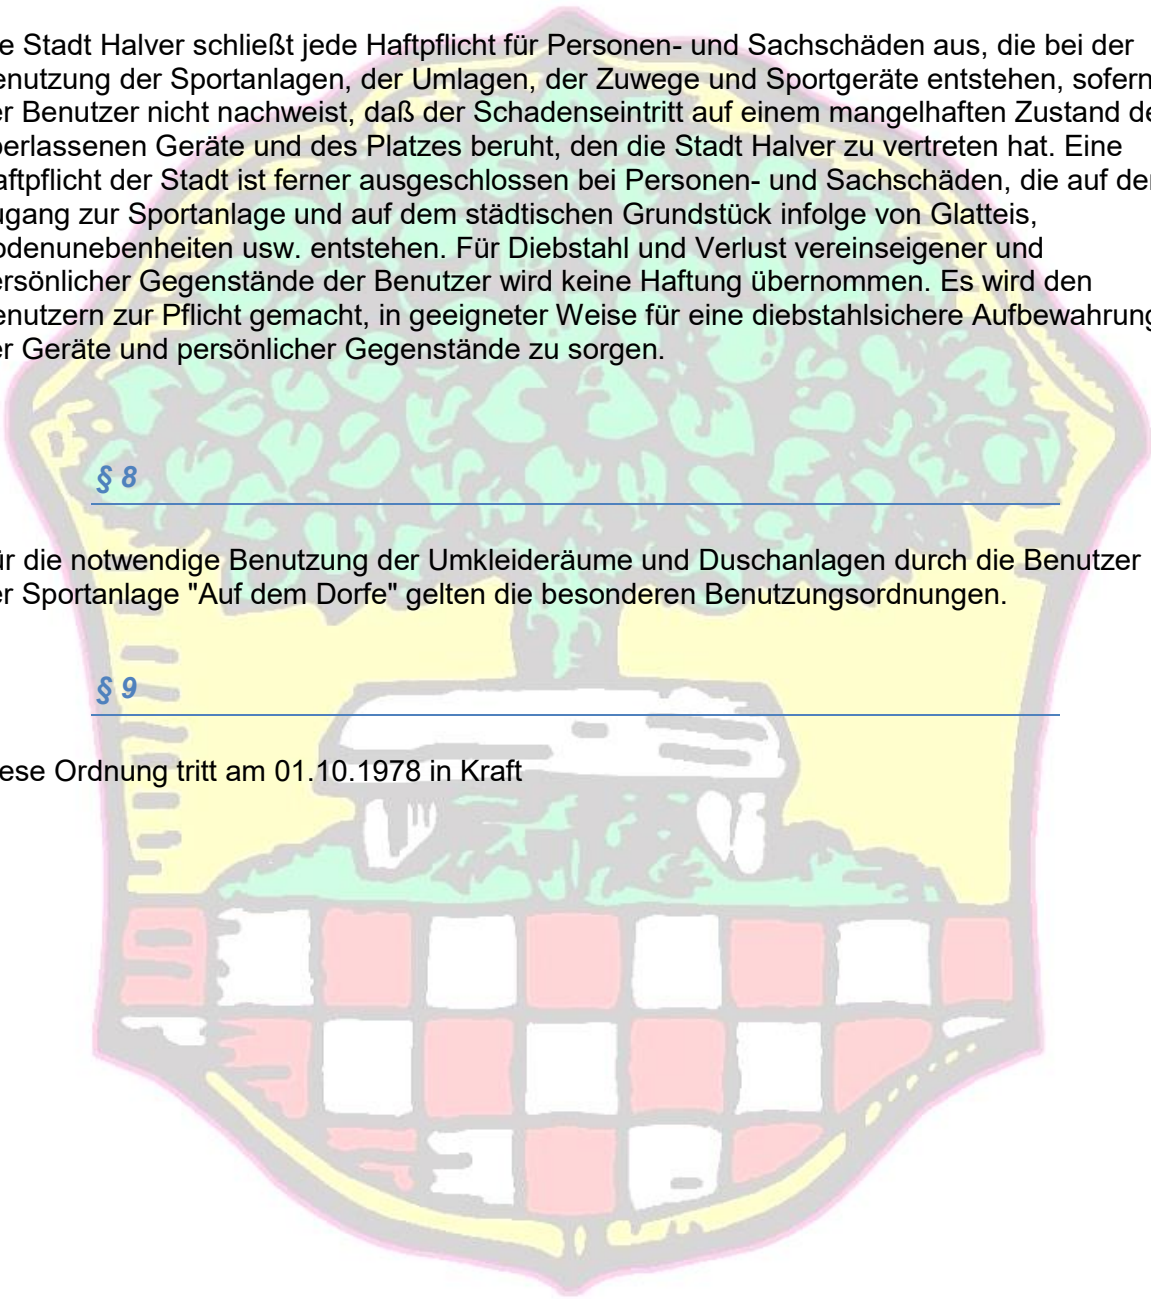 e Stadt Halver schließt jede Haftpflicht für Personen- und Sachschäden aus, die bei der
enutzung der Sportanlagen, der Umlagen, der Zuwege und Sportgeräte entstehen, sofern
er Benutzer nicht nachweist, daß der Schadenseintritt auf einem mangelhaften Zustand de
berlassenen Geräte und des Platzes beruht, den die Stadt Halver zu vertreten hat. Eine
aftpflicht der Stadt ist ferner ausgeschlossen bei Personen- und Sachschäden, die auf der
ugang zur Sportanlage und auf dem städtischen Grundstück infolge von Glatteis,
odenunebenheiten usw. entstehen. Für Diebstahl und Verlust vereinseigener und
ersönlicher Gegenstände der Benutzer wird keine Haftung übernommen. Es wird den
enutzern zur Pflicht gemacht, in geeigneter Weise für eine diebstahlsichere Aufbewahrung
er Geräte und persönlicher Gegenstände zu sorgen.
§ 8
ür die notwendige Benutzung der Umkleideräume und Duschanlagen durch die Benutzer
er Sportanlage "Auf dem Dorfe" gelten die besonderen Benutzungsordnungen.
§ 9
ese Ordnung tritt am 01.10.1978 in Kraft